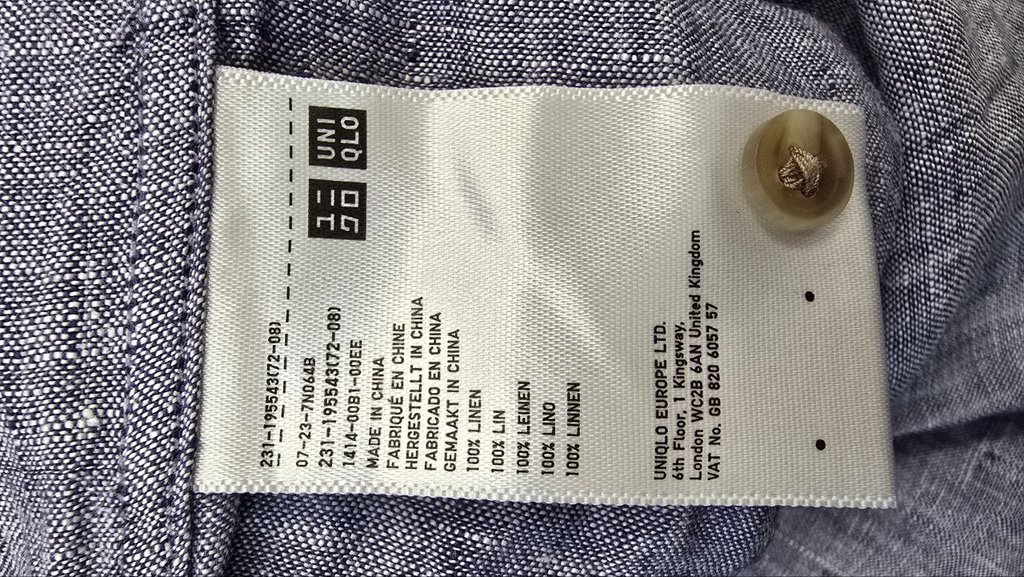 231-195543(72-08)
ユニ
クロ
UNI
QLO
07-23-7N064B
231-195543(72-08)
1414-00B1-00EE
MADE IN CHINA
FABRIQUÉ EN CHINE
HERGESTELLT IN CHINA
FABRICADO EN CHINA
GEMAAKT IN CHINA
100% LINEN
100% LIN
100% LEINEN
100% LINO
100% LINNEN
UNIQLO EUROPE LTD.
6th Floor, 1 Kingsway,
London WC2B 6AN United Kingdom
VAT No. GB 820 6057 57